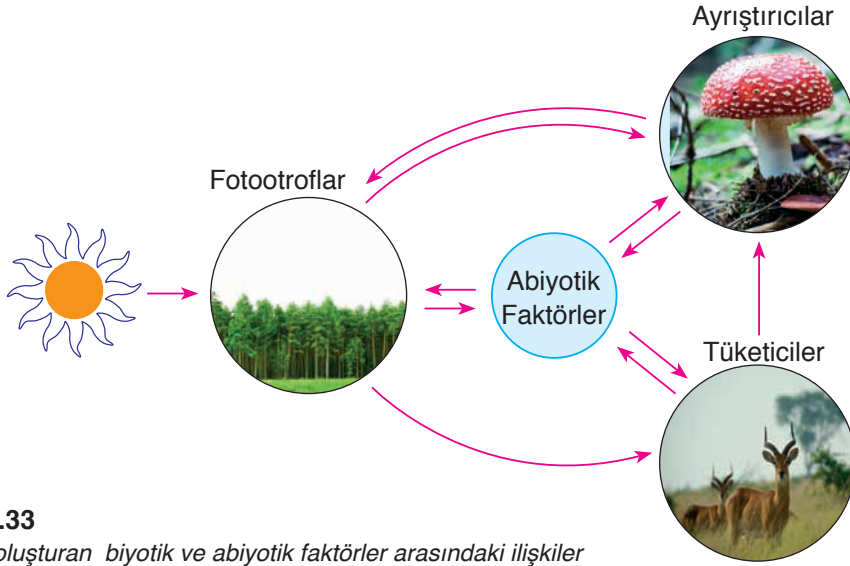 Ayrıştırıcılar
Fotootroflar
Abiyotik
Faktörler
Tüketiciler
.33
oluşturan biyotik ve abiyotik faktörler arasındaki ilişkiler